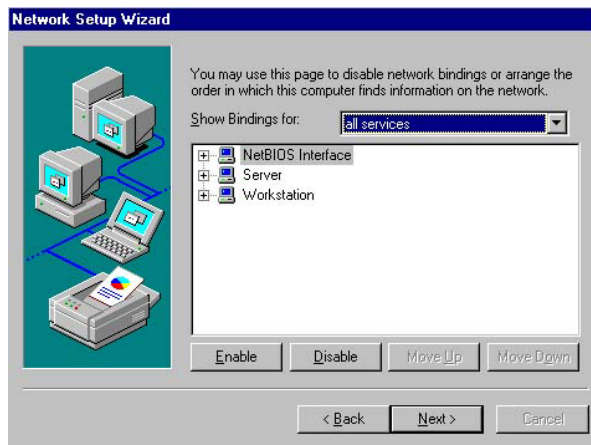 Network Setup Wizard
You may use this page to disable network bindings or arrange the
order in which this computer finds information on the network.
Show Bindings for: all services
NetBIOS Interface
Server
Workstation
Enable Disable Move Up Move Down
< Back Next > Cancel